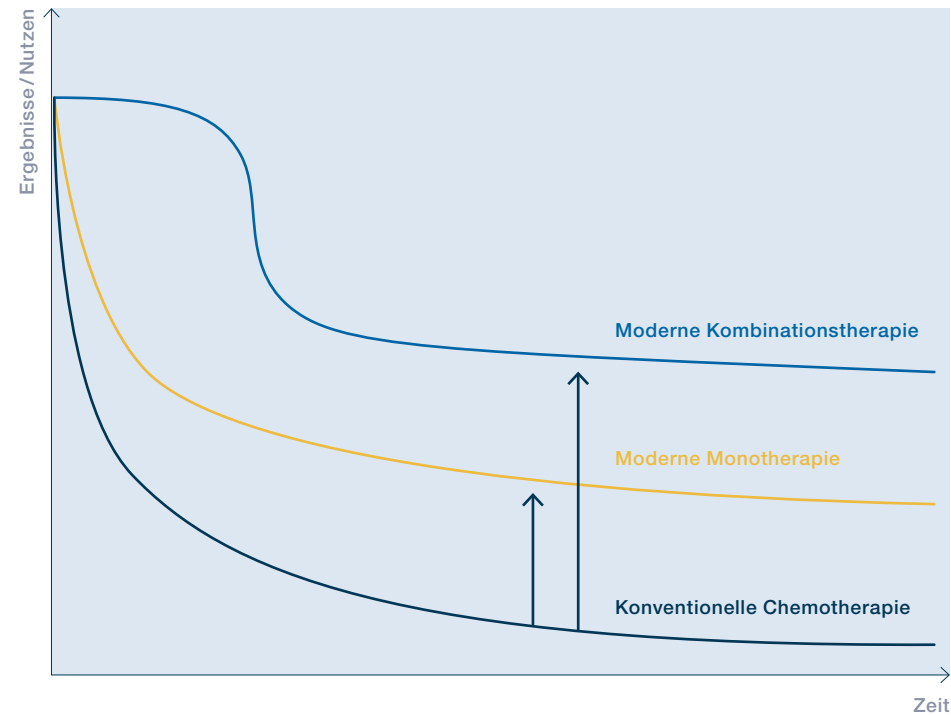 Ergebnisse / Nutzen
Moderne Kombinationstherapie
Moderne Monotherapie
Konventionelle Chemotherapie
Zeit